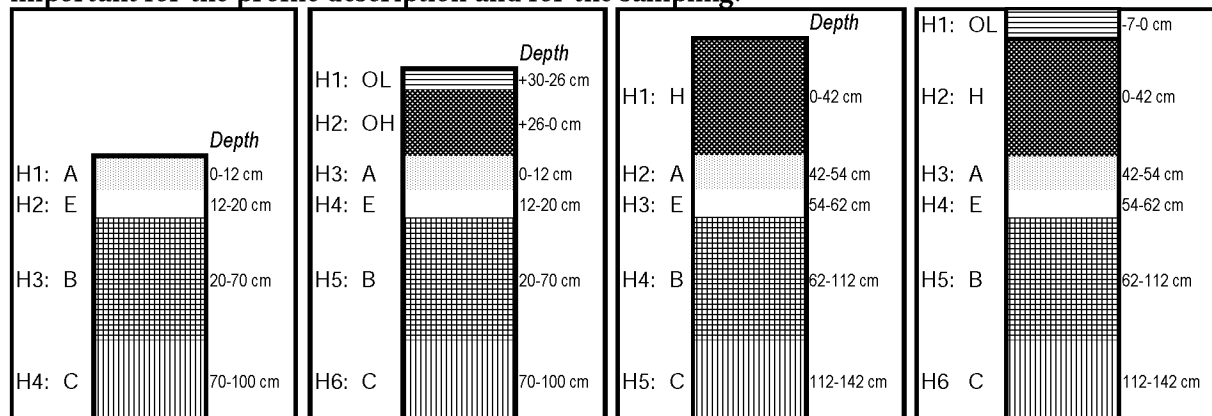 important for the profile description and for the sampling.
Depth
H1: A 0-12 cm
H2: E 12-20 cm
H3: B 20-70 cm
H4: C 70-100 cm
Depth
H1: OL +30-26 cm
H2: OH +26-0 cm
H3: A 0-12 cm
H4: E 12-20 cm
H5: B 20-70 cm
H6: C 70-100 cm
Depth
H1: H 0-42 cm
H2: A 42-54 cm
H3: E 54-62 cm
H4: B 62-112 cm
H5: C 112-142 cm
H1: OL -7-0 cm
H2: H 0-42 cm
H3: A 42-54 cm
H4: E 54-62 cm
H5: B 62-112 cm
H6 C 112-142 cm